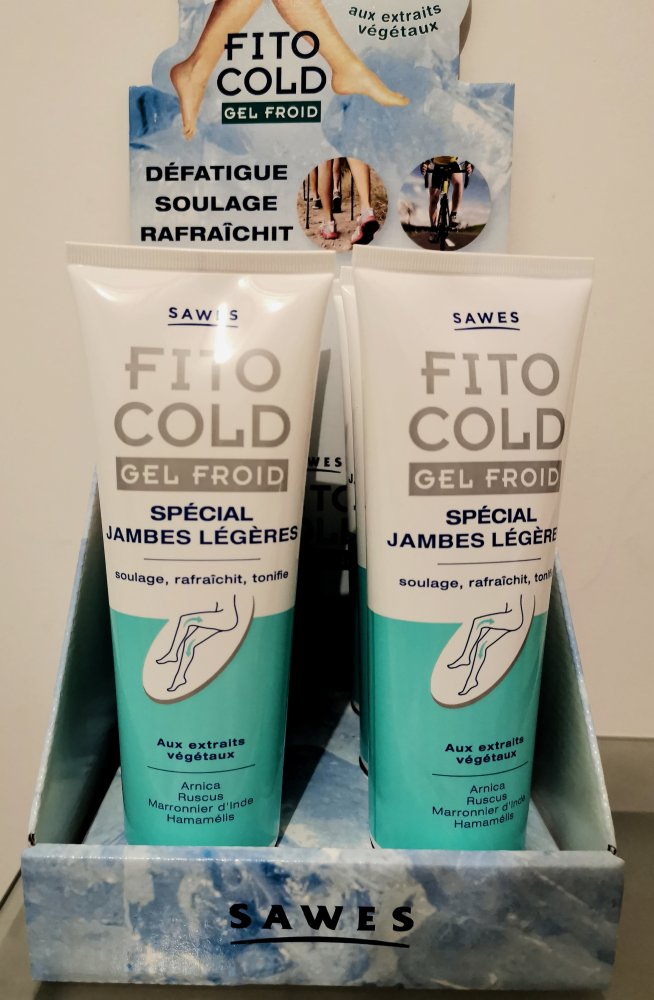 aux extraits
végétaux
FITO
COLD
GEL FROID
DÉFATIGUE
SOULAGE
RAFRAÎCHIT
SAWES
FITO
COLD
GEL FROID
SPÉCIAL
JAMBES LÉGÈRES
soulage, rafraîchit, tonifie
Aux extraits
végétaux
Arnica
Ruscus
Marronnier d'Inde
Hamamélis
SAWES
FITO
COLD
GEL FROID
SPÉCIAL
JAMBES LÉGÈRE
soulage, rafraîchit,
Aux extraits
végétaux
Arnica
Ruscus
Marronnier d'Inde
Hamamélis
SAWES